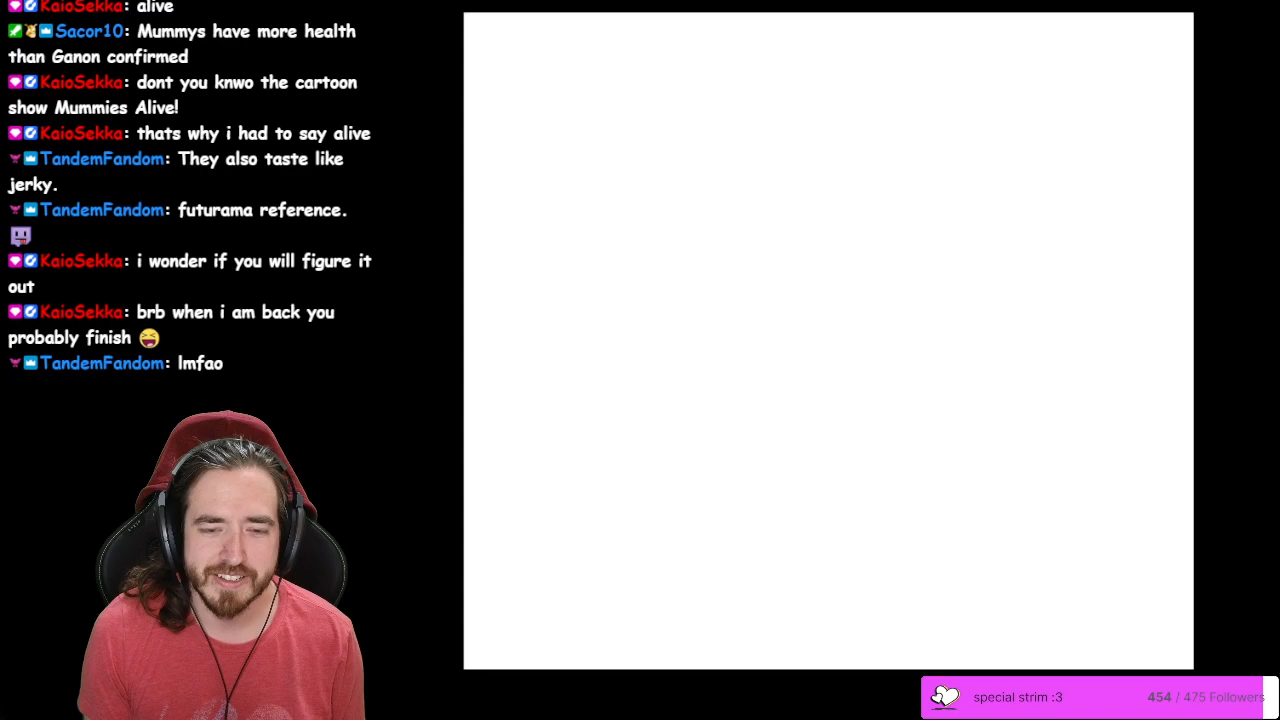 KaioSekka: alive
Sacor10: Mummys have more health
than Ganon confirmed
KaioSekka: dont you knwo the cartoon
show Mummies Alive!
KaioSekka: thats why i had to say alive
TandemFandom: They also taste like
jerky.
TandemFandom: futurama reference.
KaioSekka: i wonder if you will figure it
out
KaioSekka: brb when i am back you
probably finish
TandemFandom: lmfao
special strim :3 454 / 475 Followers